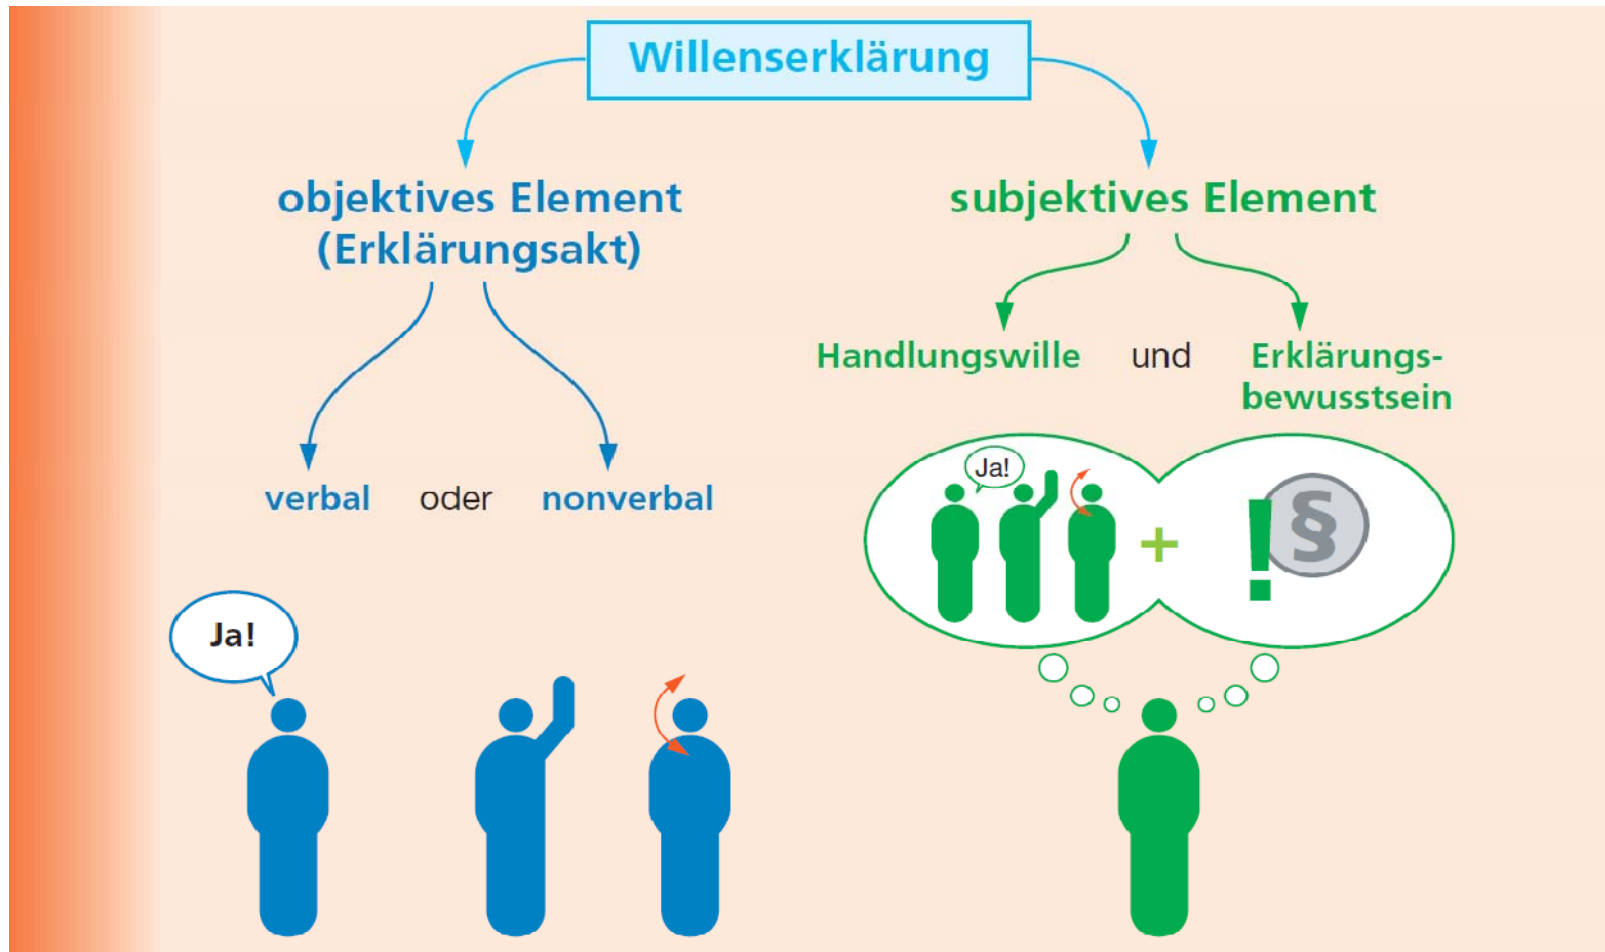 Willenserklärung
objektives Element
(Erklärungsakt)
subjektives Element
verbal oder nonverbal
Handlungswille und Erklärungs-
bewusstsein
Ja!
!§
+
Ja!